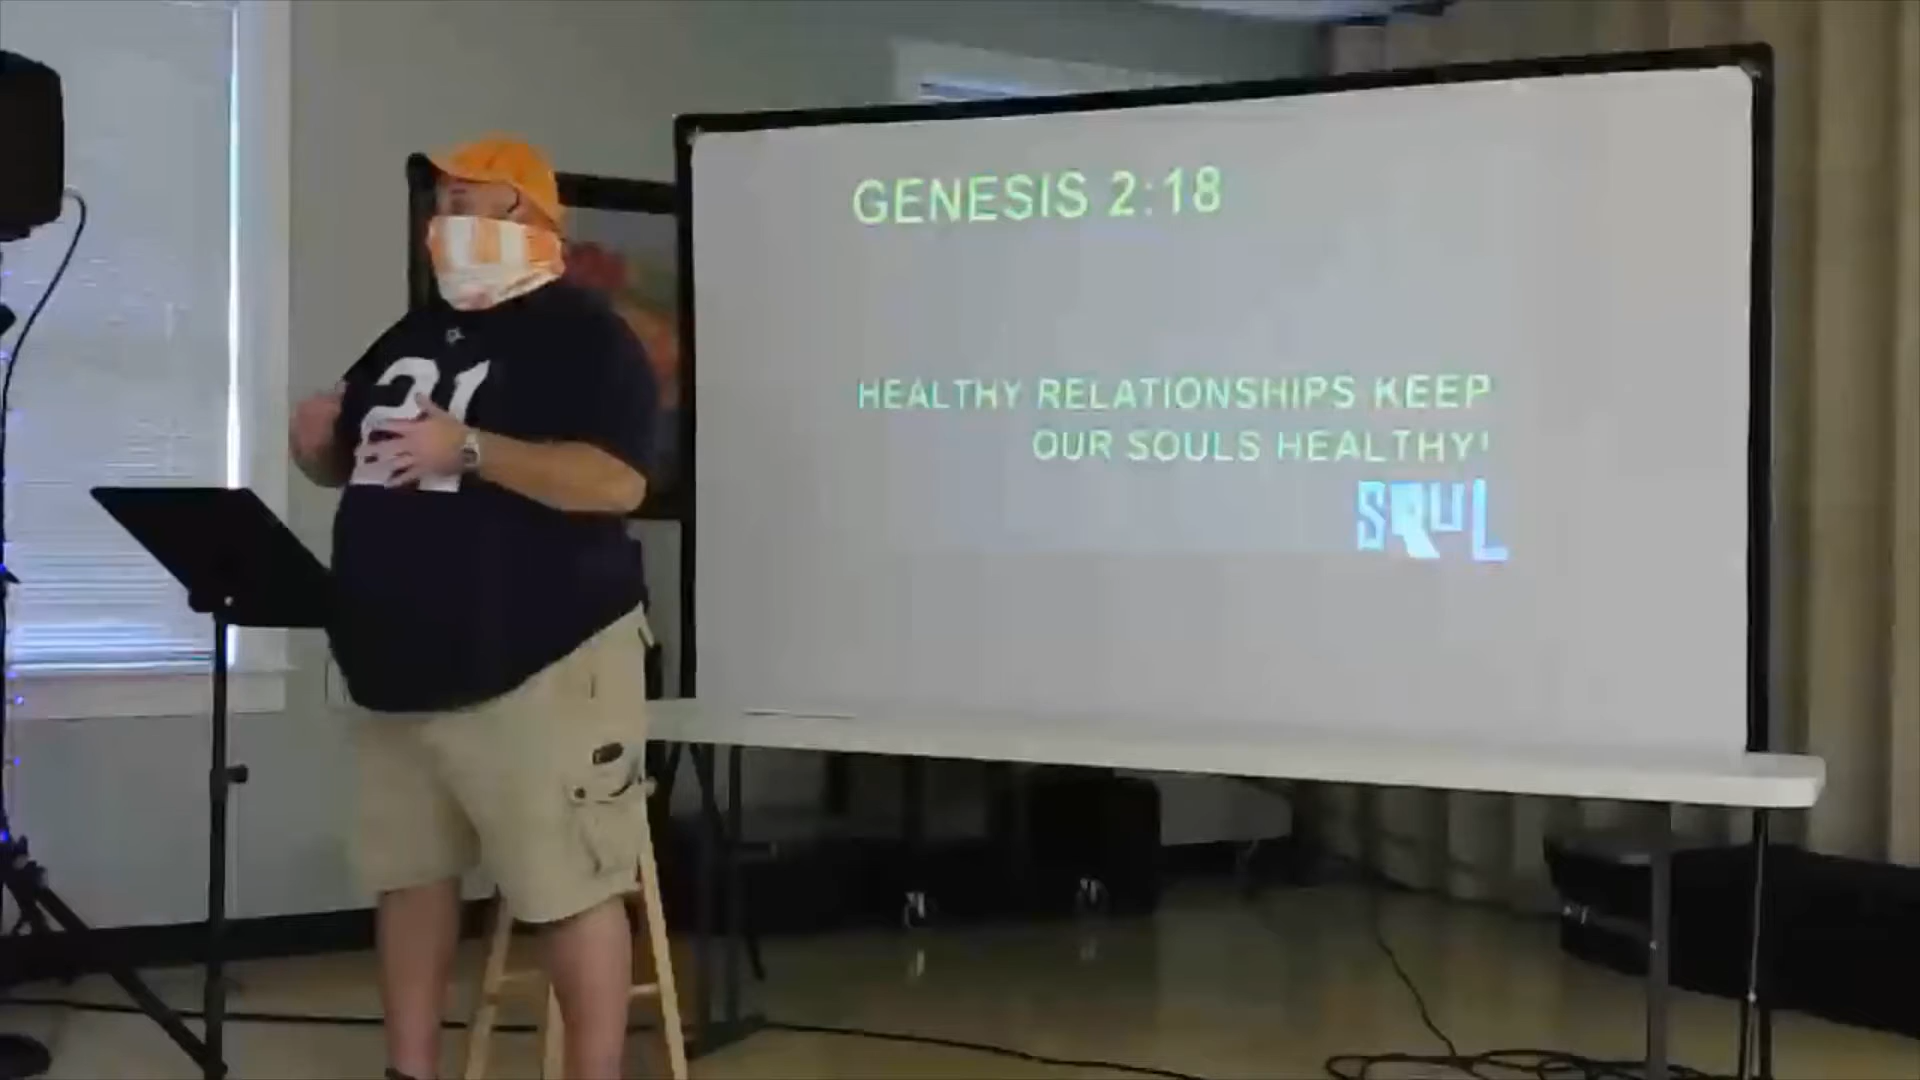 GENESIS 2:18
HEALTHY RELATIONSHIPS KEEP
OUR SOULS HEALTHY!
SOUL
21